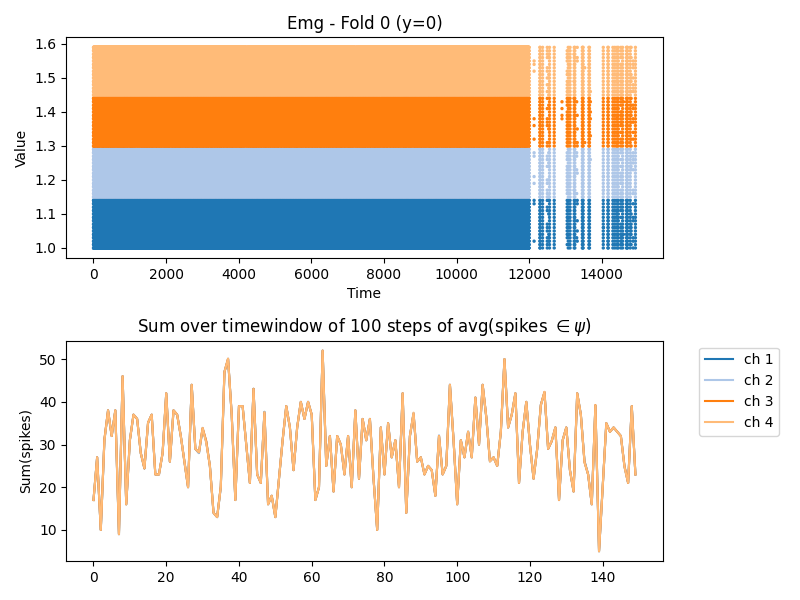 Emg - Fold 0 (y=0)
1.6
1.5
1.4
1.3
1.2
1.1
1.0
Value
0 2000 4000 6000 8000 10000 12000 14000
Time
Sum over timewindow of 100 steps of avg(spikes ∈ ψ)
50
40
30
20
10
Sum(spikes)
0 20 40 60 80 100 120 140
ch 1
ch 2
ch 3
ch 4